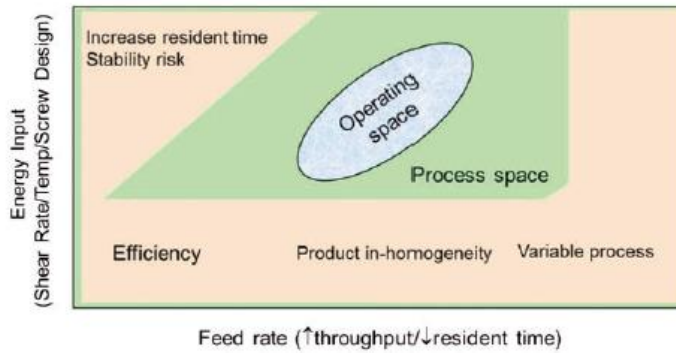 Increase resident time
Stability risk
Operating
space
Process space
Efficiency
Product in-homogeneity
Variable process
Energy Input
(Shear Rate/Temp/Screw Design)
Feed rate (↑throughput/↓resident time)